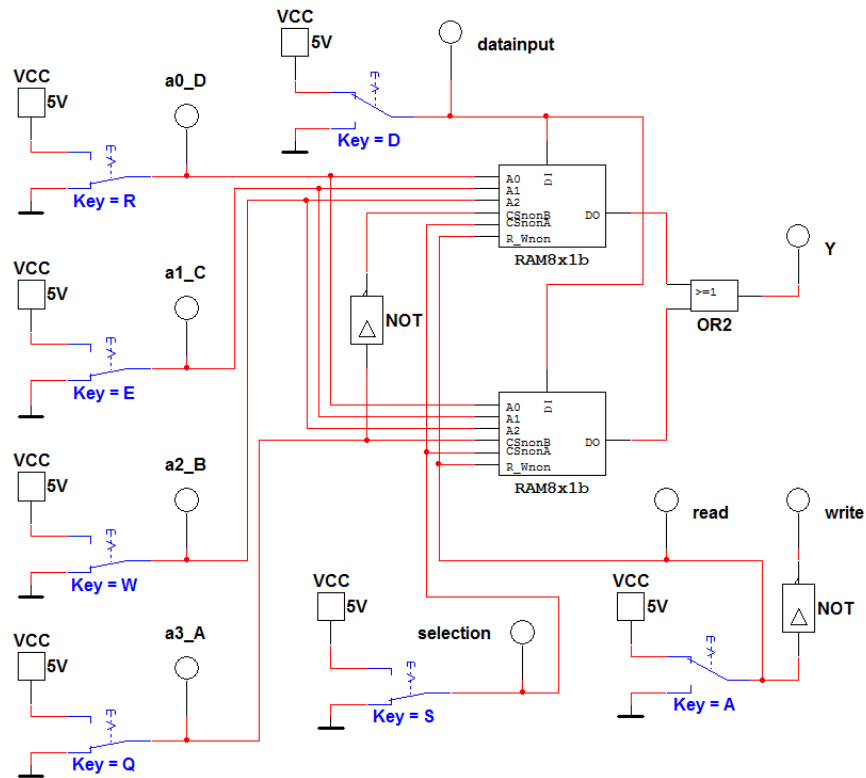 VCC
5V
datainput
VCC
5V
a0_D
Key = D
Key = R
A0
A1
A2
CSnonB
CSnonA
R_Wnon
DI
DO
RAM8x1b
VCC
5V
a1_C
Key = E
NOT
>=1
OR2
Y
A0
A1
A2
CSnonB
CSnonA
R_Wnon
DI
DO
RAM8x1b
VCC
5V
a2_B
Key = W
read
write
VCC
5V
a3_A
Key = Q
VCC
5V
selection
Key = S
VCC
5V
Key = A
NOT